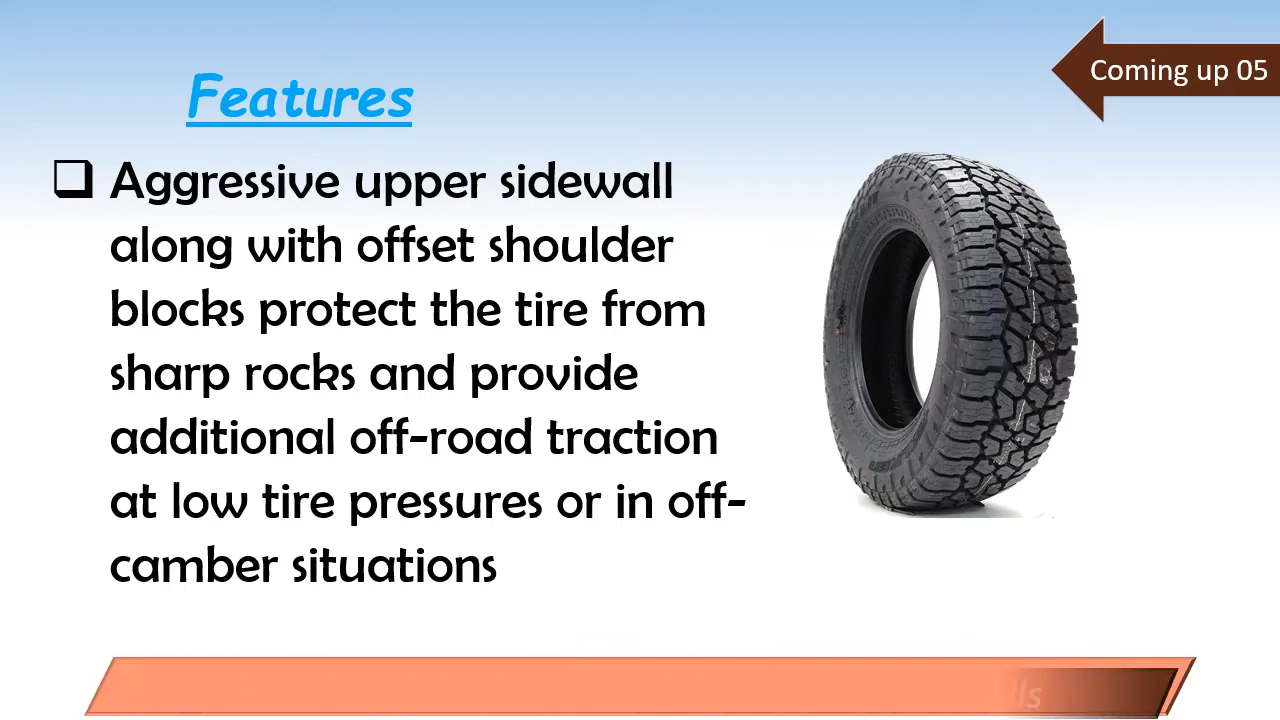 Coming up 05
Features
Aggressive upper sidewall
along with offset shoulder
blocks protect the tire from
sharp rocks and provide
additional off-road traction
at low tire pressures or in off-
camber situations